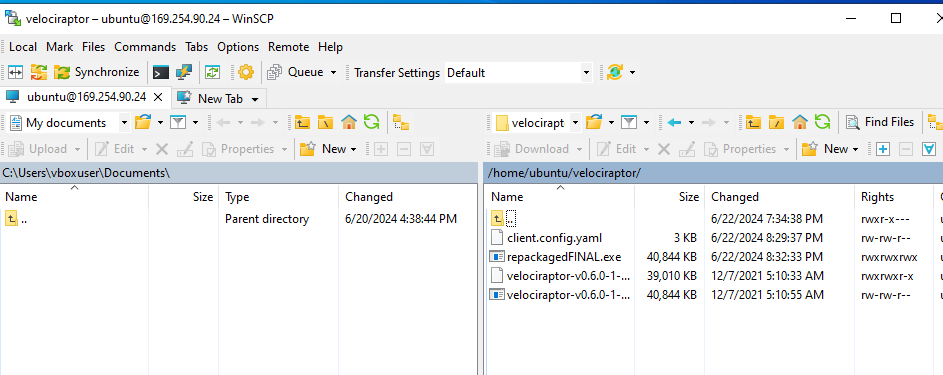 velociraptor – ubuntu@169.254.90.24 – WinSCP
Local Mark Files Commands Tabs Options Remote Help
Synchronize Queue Transfer Settings Default
ubuntu@169.254.90.24 × New Tab
My documents velocirapt Find Files
Upload Edit Properties New Download Edit Properties New
C:\Users\vboxuser\Documents\ /home/ubuntu/velociraptor/
Name Size Type Changed Name Size Changed Rights
.. Parent directory 6/20/2024 4:38:44 PM .. 6/22/2024 7:34:38 PM rwxr-x---
client.config.yaml 3 KB 6/22/2024 8:29:37 PM rw-rw-r--
repackagedFINAL.exe 40,844 KB 6/22/2024 8:32:33 PM rwxrwxrwx
velociraptor-v0.6.0-1-... 39,010 KB 12/7/2021 5:10:33 AM rwxrwxr-x
velociraptor-v0.6.0-1-... 40,844 KB 12/7/2021 5:10:55 AM rw-rw-r--